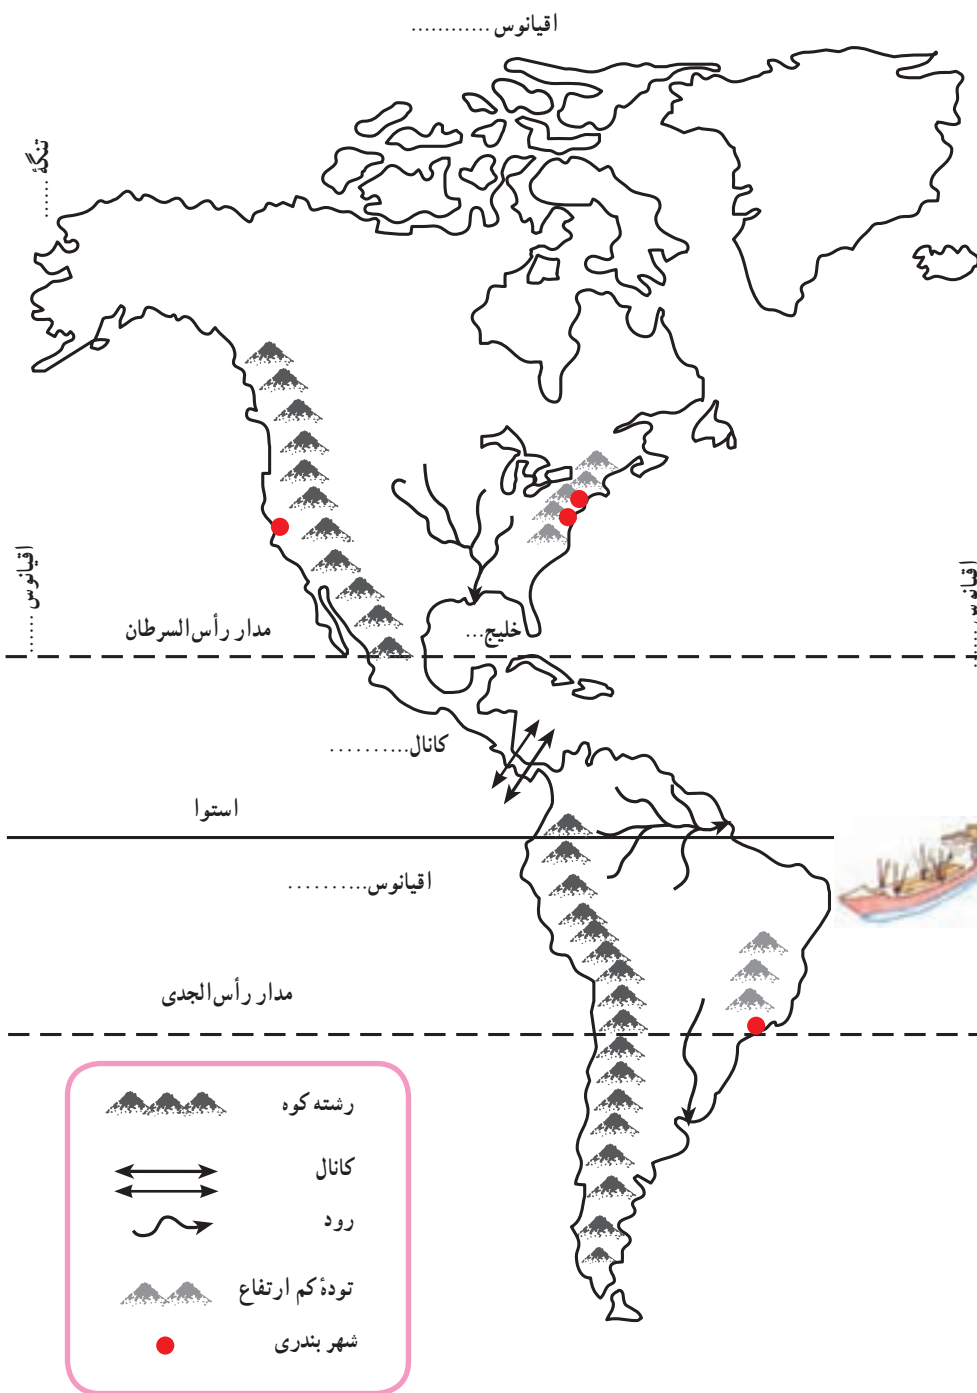 اقیانوس ............
تنگهٔ ......
اقیانوس ......
اقیانوس ......
مدار رأس‌السرطان
خلیج...
کانال..........
استوا
اقیانوس..........
مدار رأس‌الجدی
رشته کوه
کانال
رود
تودهٔ کم ارتفاع
شهر بندری